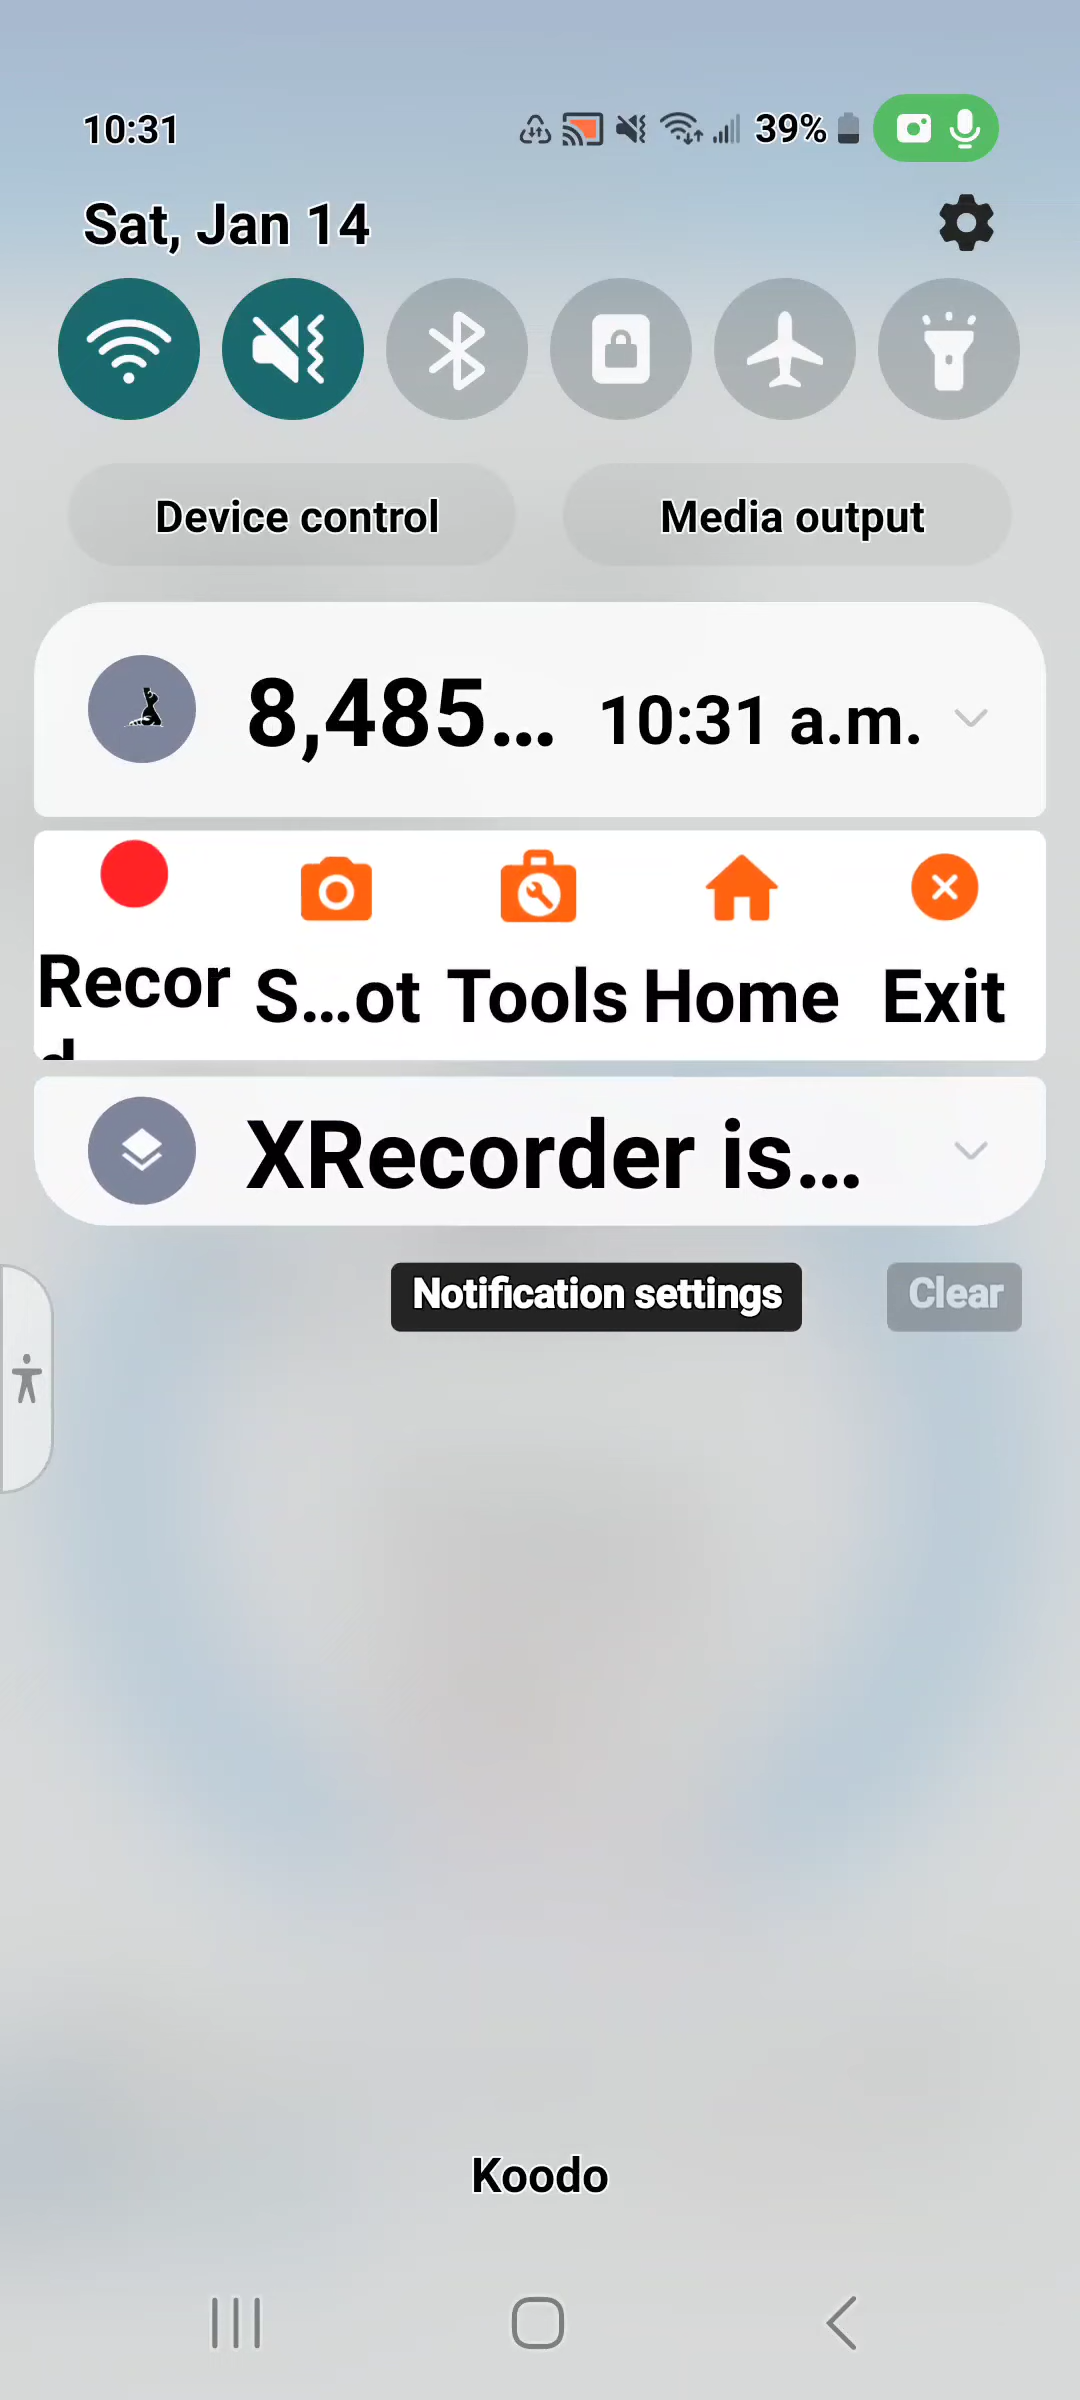 10:31
39%
Sat, Jan 14
Device control
Media output
8,485...
10:31 a.m.
Recor
d
S...ot
Tools
Home
Exit
XRecorder is...
Notification settings
Clear
Koodo